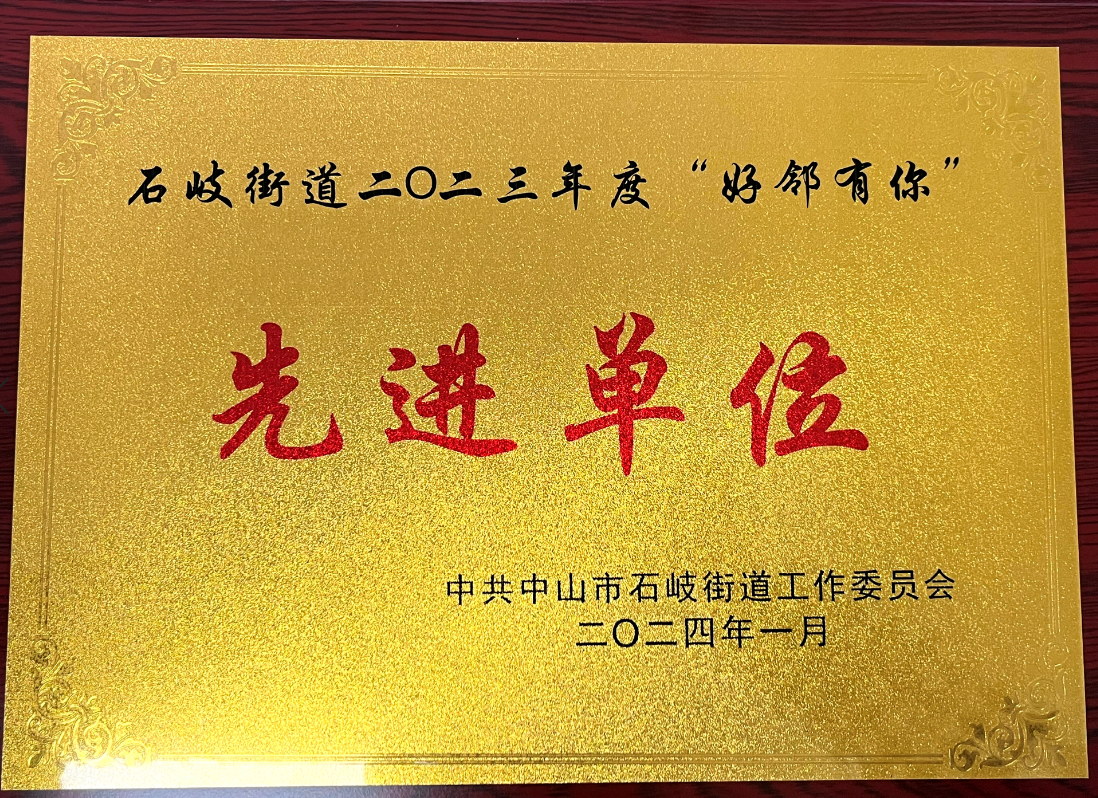 石岐街道二〇二三年度“好邻有你”
先进单位
中共中山市石岐街道工作委员会
二〇二四年一月